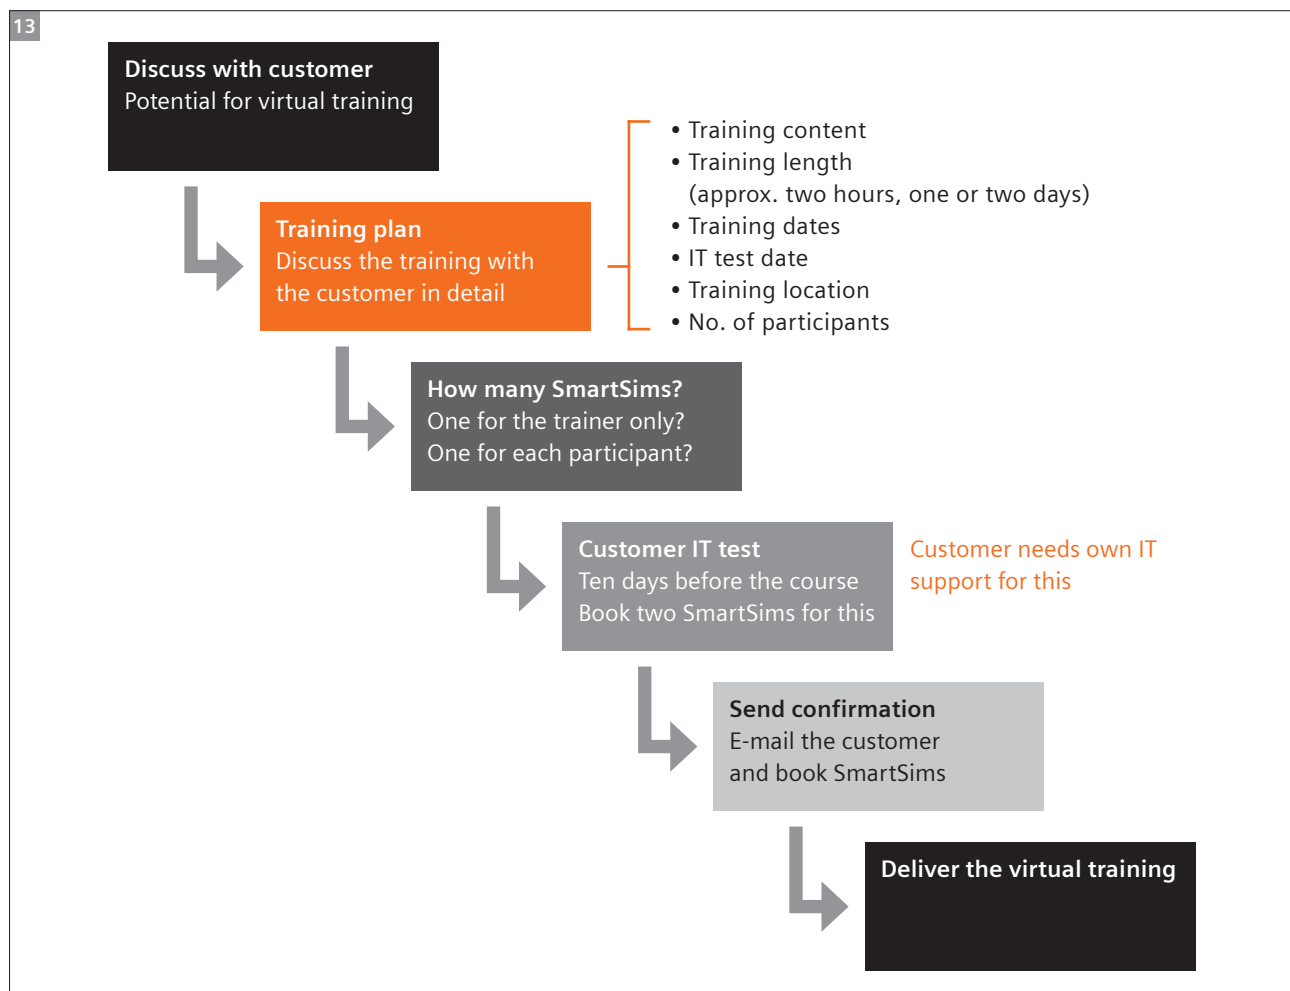 13
Discuss with customer
Potential for virtual training
Training plan
Discuss the training with
the customer in detail
• Training content
• Training length
(approx. two hours, one or two days)
• Training dates
• IT test date
• Training location
• No. of participants
How many SmartSims?
One for the trainer only?
One for each participant?
Customer IT test
Ten days before the course
Book two SmartSims for this
Customer needs own IT
support for this
Send confirmation
E-mail the customer
and book SmartSims
Deliver the virtual training